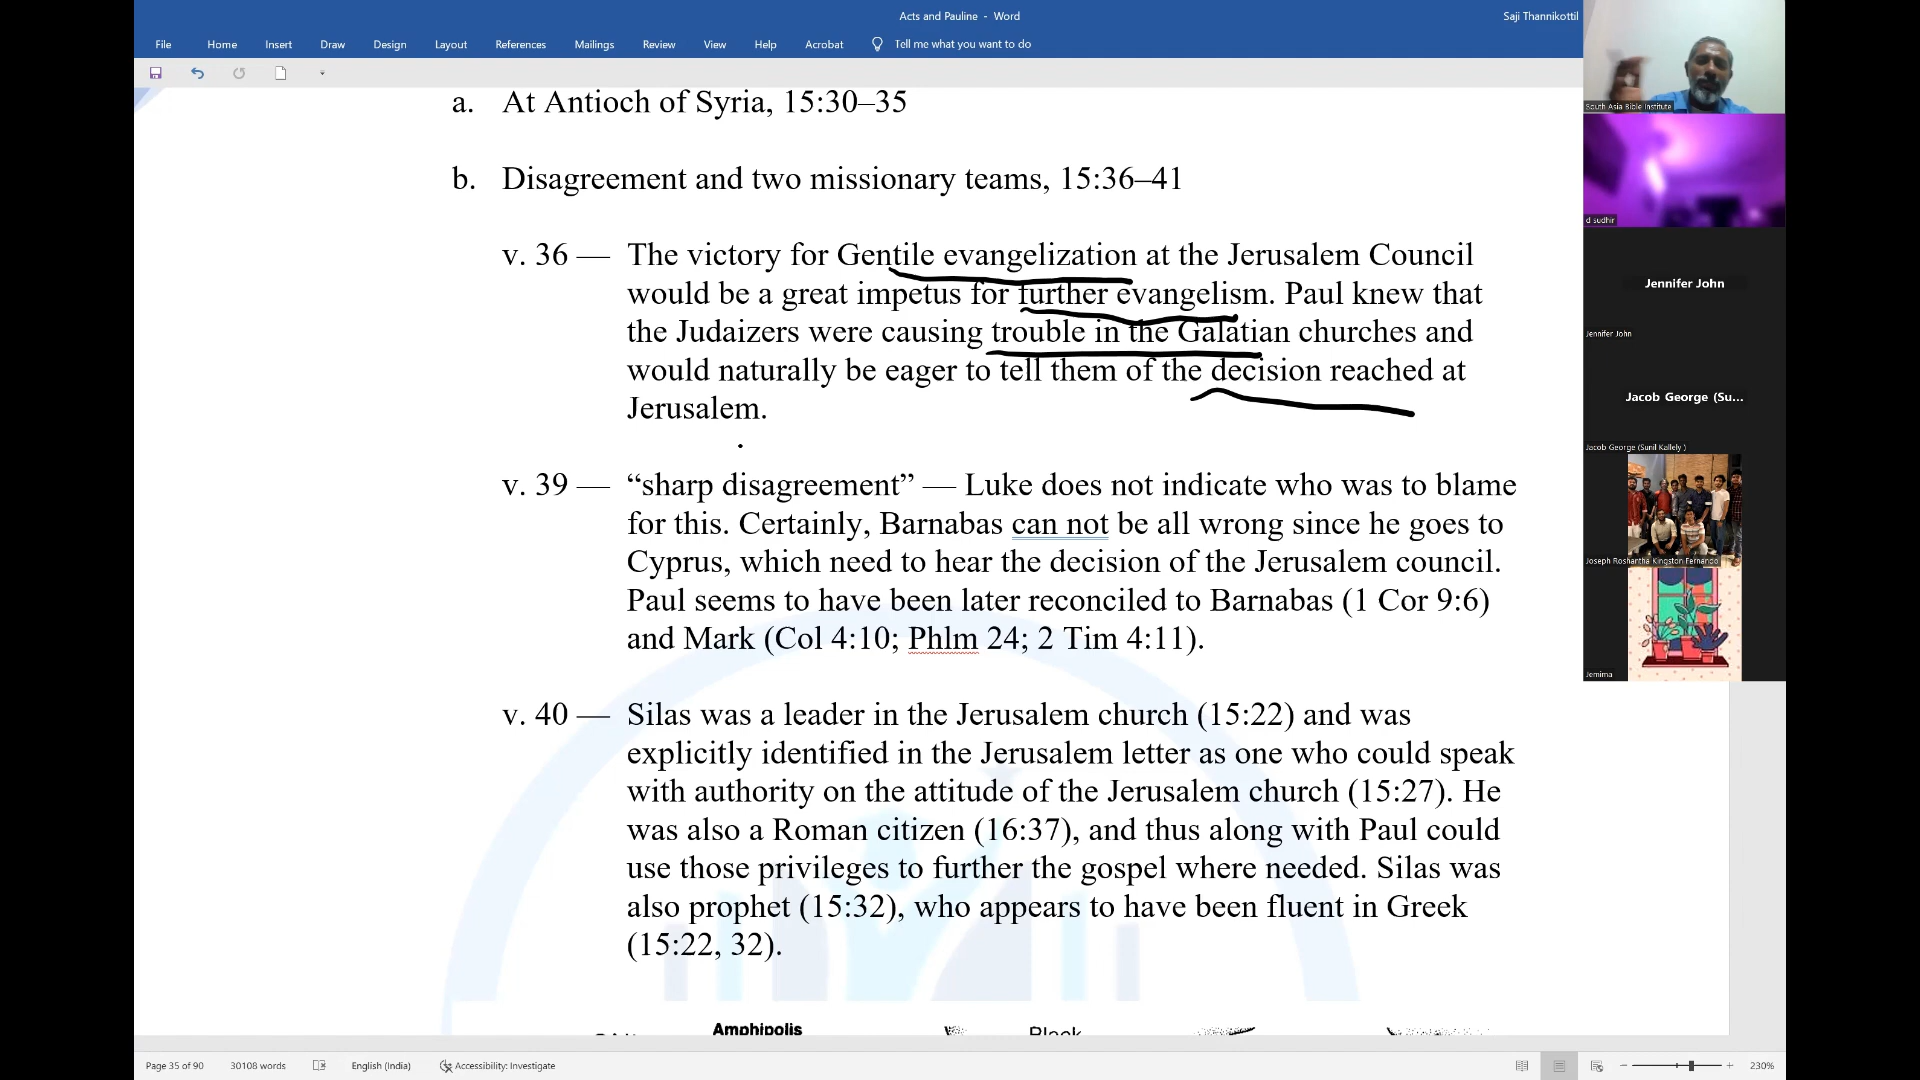 Acts and Pauline - Word
Saji Thannikottil
File Home Insert Draw Design Layout References Mailings Review View Help Acrobat Tell me what you want to do
a. At Antioch of Syria, 15:30–35
b. Disagreement and two missionary teams, 15:36–41
v. 36 — The victory for Gentile evangelization at the Jerusalem Council
would be a great impetus for further evangelism. Paul knew that
the Judaizers were causing trouble in the Galatian churches and
would naturally be eager to tell them of the decision reached at
Jerusalem.
v. 39 — “sharp disagreement” — Luke does not indicate who was to blame
for this. Certainly, Barnabas can not be all wrong since he goes to
Cyprus, which need to hear the decision of the Jerusalem council.
Paul seems to have been later reconciled to Barnabas (1 Cor 9:6)
and Mark (Col 4:10; Phlm 24; 2 Tim 4:11).
v. 40 — Silas was a leader in the Jerusalem church (15:22) and was
explicitly identified in the Jerusalem letter as one who could speak
with authority on the attitude of the Jerusalem church (15:27). He
was also a Roman citizen (16:37), and thus along with Paul could
use those privileges to further the gospel where needed. Silas was
also prophet (15:32), who appears to have been fluent in Greek
(15:22, 32).
Amphipolis
Black
Page 35 of 90 30108 words English (India) Accessibility: Investigate 230%
South Asia Bible Institute
d sudhir
Jennifer John
Jennifer John
Jacob George (Su...
Jacob George (Sunil Kallely )
Joseph Roshantha Kingston Fernando
Jemima